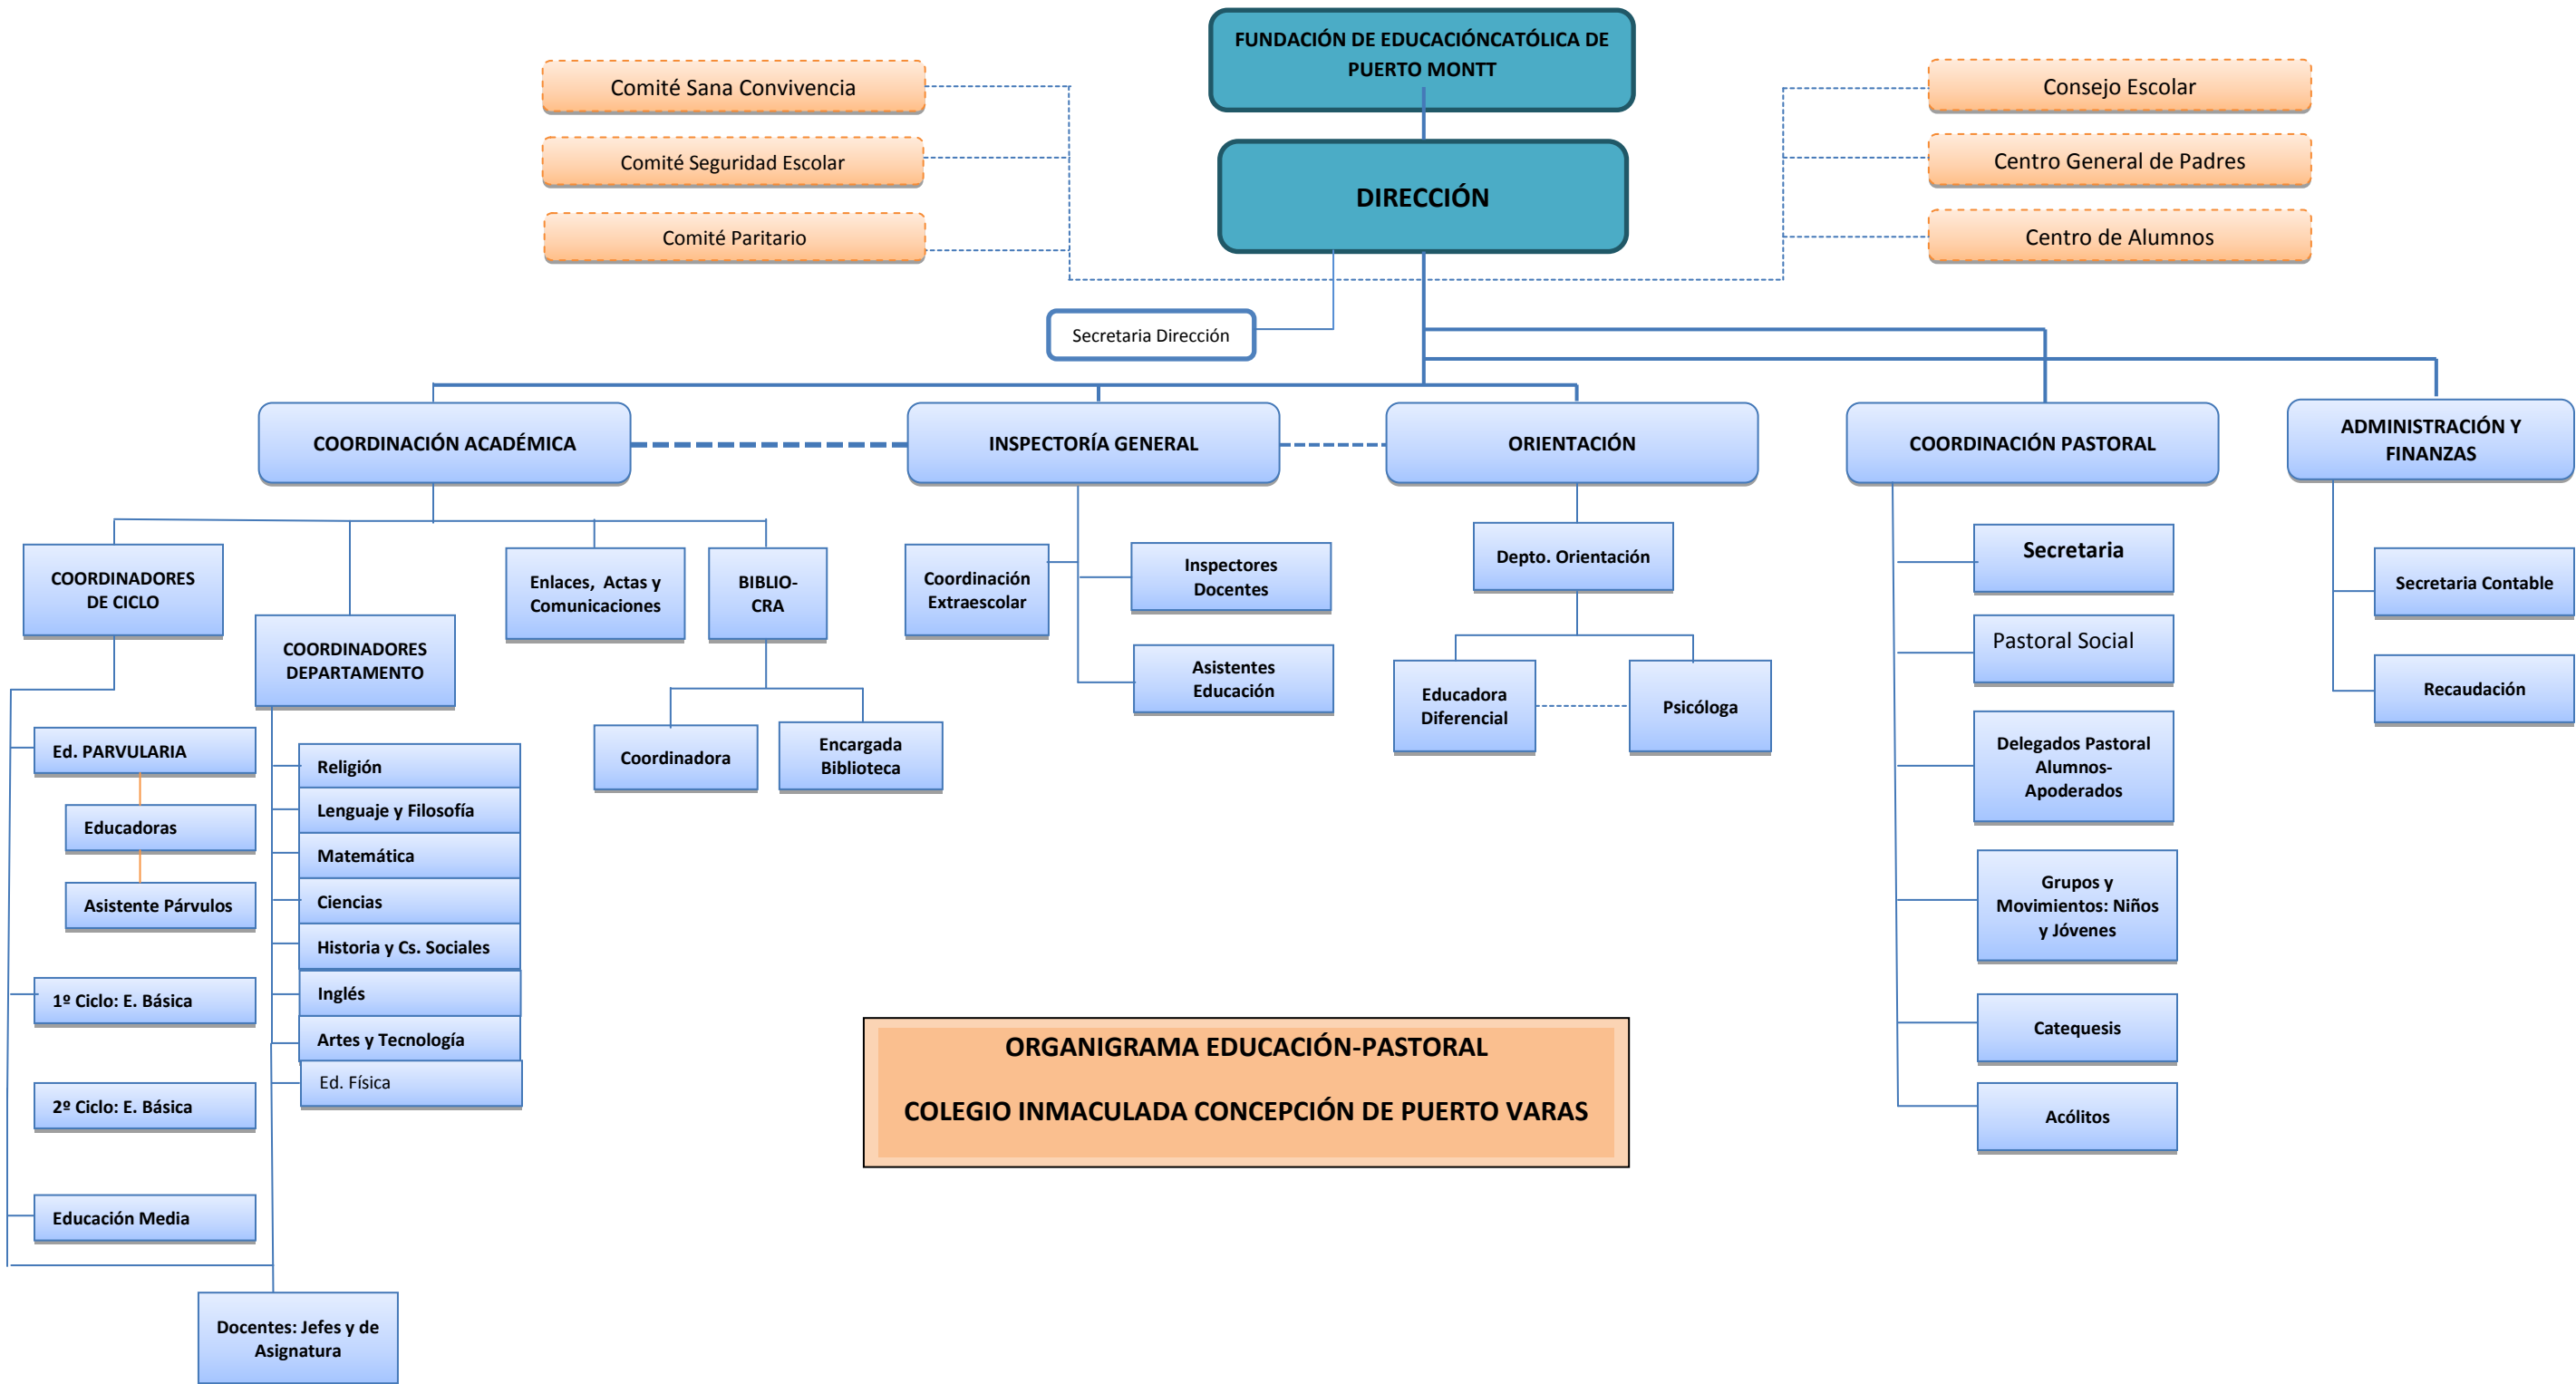 FUNDACIÓN DE EDUCACIÓNCATÓLICA DE
PUERTO MONTT
Comité Sana Convivencia
Consejo Escolar
Comité Seguridad Escolar
Centro General de Padres
DIRECCIÓN
Comité Paritario
Centro de Alumnos
Secretaria Dirección
COORDINACIÓN ACADÉMICA
INSPECTORÍA GENERAL
ORIENTACIÓN
COORDINACIÓN PASTORAL
ADMINISTRACIÓN Y
FINANZAS
COORDINADORES
DE CICLO
COORDINADORES
DEPARTAMENTO
Enlaces, Actas y
Comunicaciones
BIBLIO-
CRA
Coordinación
Extraescolar
Inspectores
Docentes
Asistentes
Educación
Depto. Orientación
Educadora
Diferencial
Psicóloga
Secretaria
Pastoral Social
Delegados Pastoral
Alumnos-
Apoderados
Grupos y
Movimientos: Niños
y Jóvenes
Catequesis
Acólitos
Secretaria Contable
Recaudación
Coordinadora
Encargada
Biblioteca
Ed. PARVULARIA
Educadoras
Asistente Párvulos
1º Ciclo: E. Básica
2º Ciclo: E. Básica
Educación Media
Religión
Lenguaje y Filosofía
Matemática
Ciencias
Historia y Cs. Sociales
Inglés
Artes y Tecnología
Ed. Física
Docentes: Jefes y de
Asignatura
ORGANIGRAMA EDUCACIÓN-PASTORAL
COLEGIO INMACULADA CONCEPCIÓN DE PUERTO VARAS